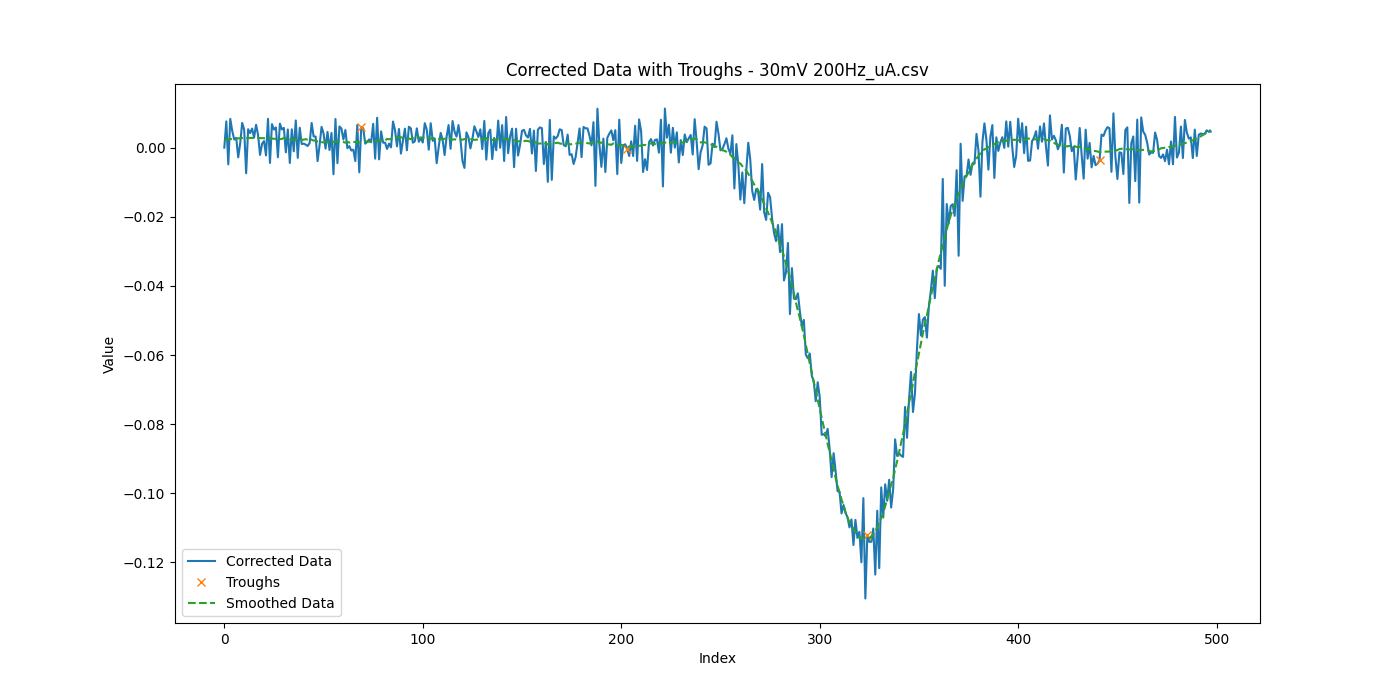 Corrected Data with Troughs - 30mV 200Hz_uA.csv
0.00
−0.02
−0.04
−0.06
−0.08
−0.10
−0.12
Value
Corrected Data
Troughs
Smoothed Data
0 100 200 300 400 500
Index